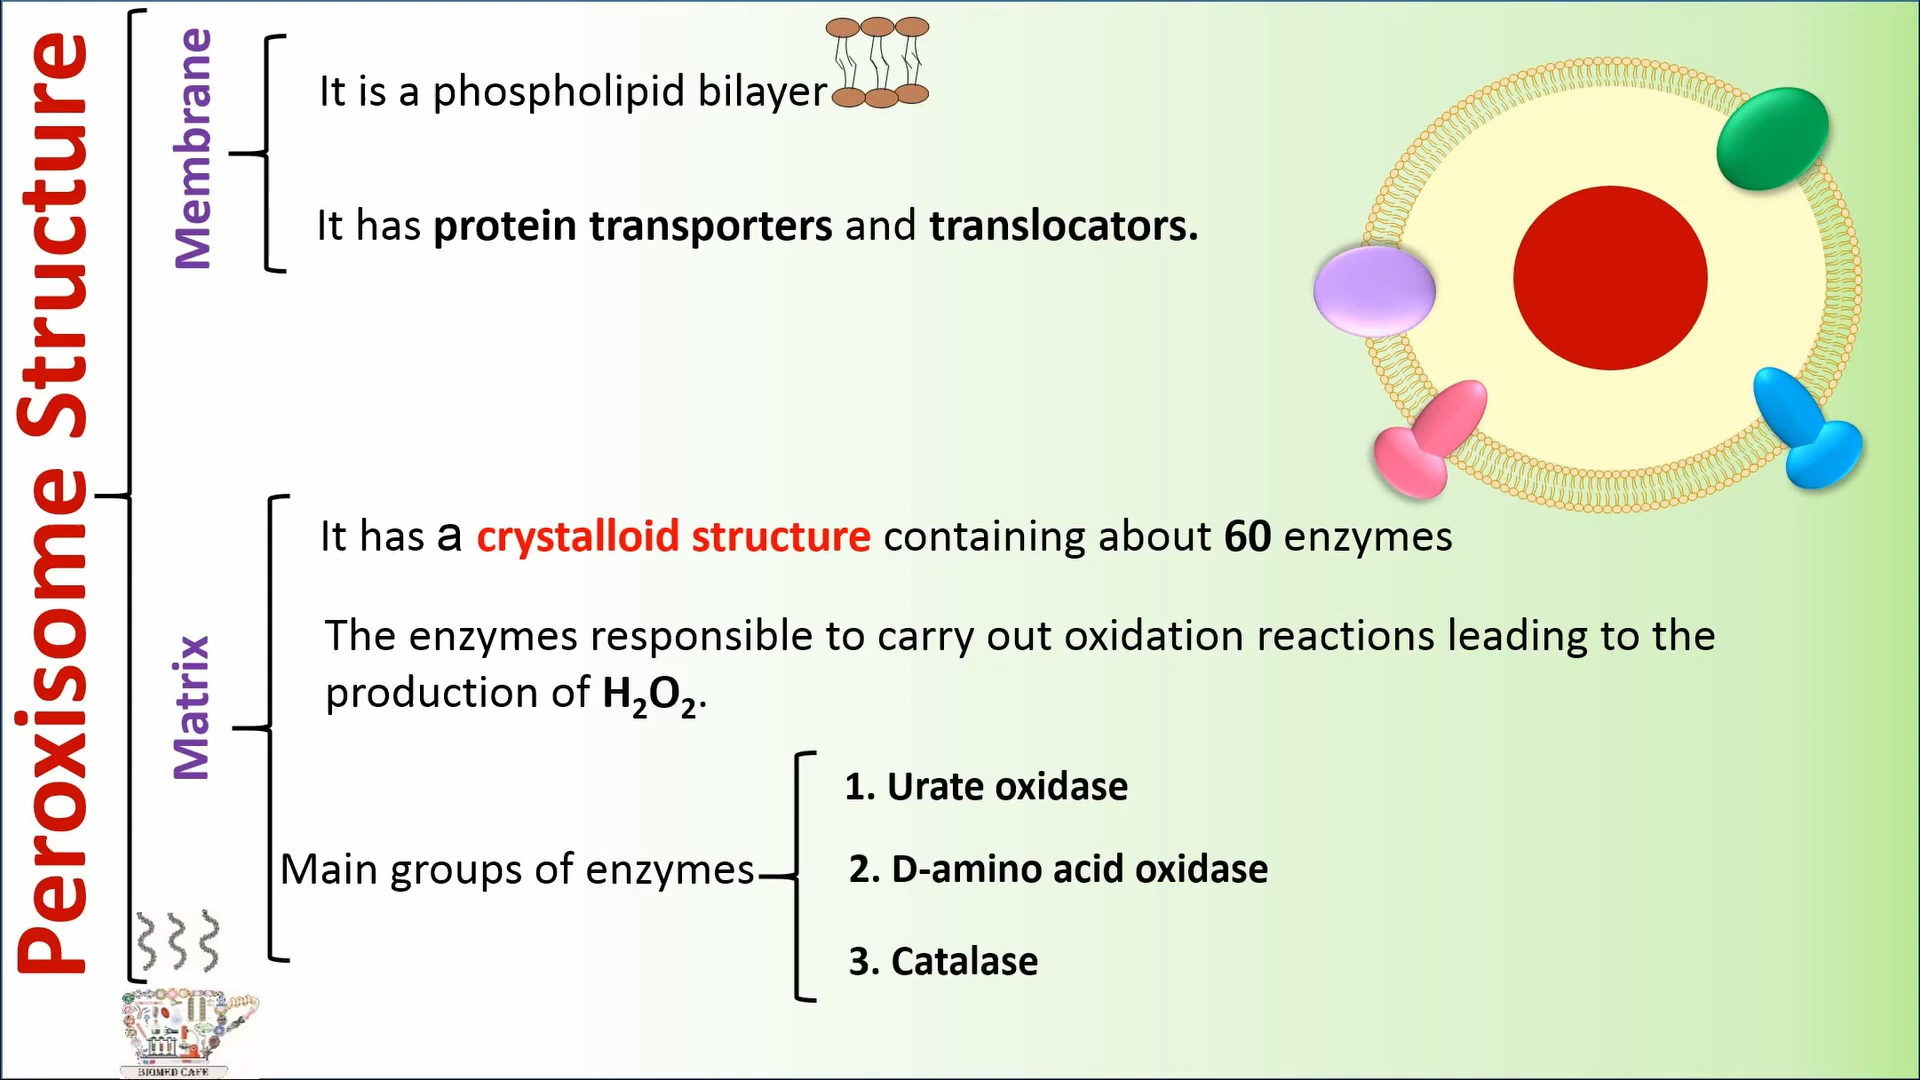 Peroxisome Structure
Membrane
It is a phospholipid bilayer
It has protein transporters and translocators.
Matrix
It has a crystalloid structure containing about 60 enzymes
The enzymes responsible to carry out oxidation reactions leading to the
production of H₂O₂.
Main groups of enzymes
1. Urate oxidase
2. D-amino acid oxidase
3. Catalase
BIOMED CAFE